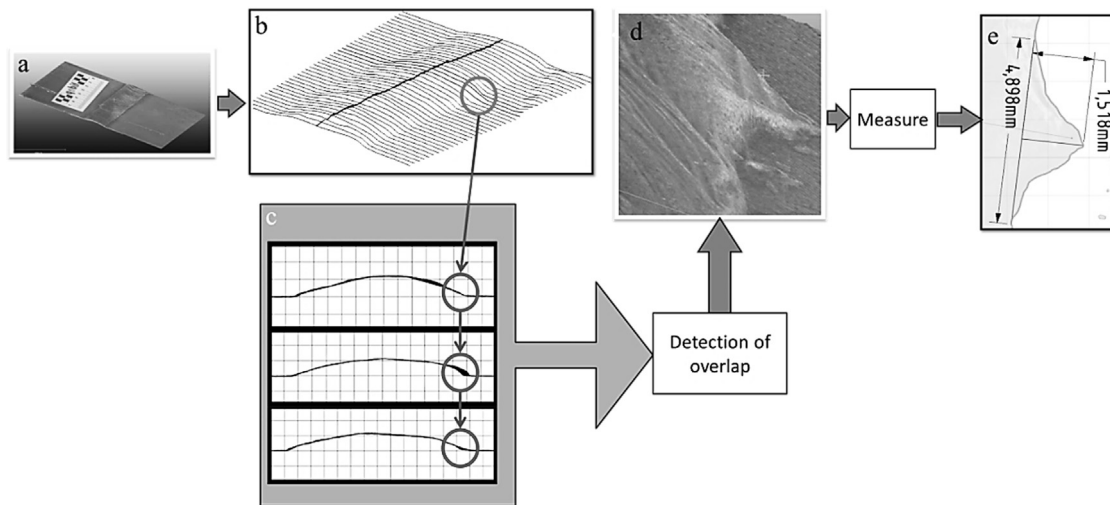 a
b
c
d
e
Detection of
overlap
Measure
4,898mm
1,518mm